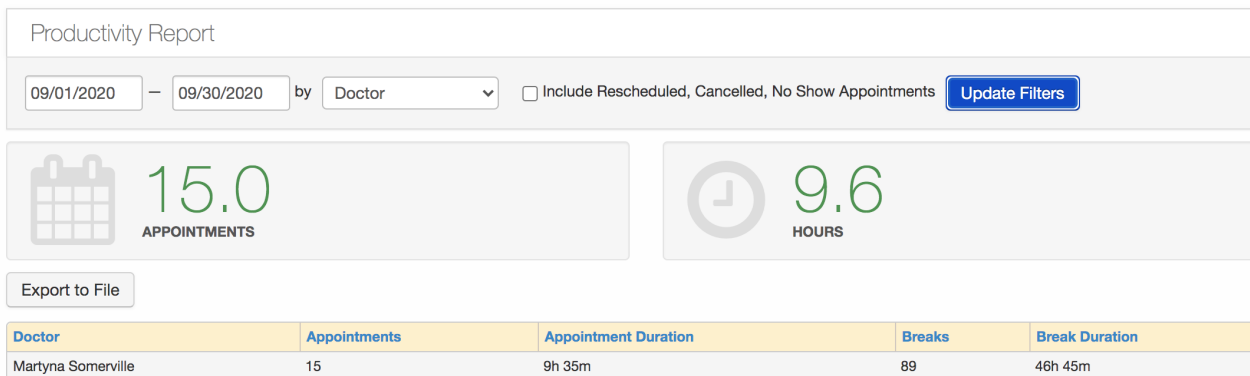 Productivity Report
09/01/2020 — 09/30/2020 by Doctor Include Rescheduled, Cancelled, No Show Appointments Update Filters
15.0 9.6
APPOINTMENTS HOURS
Export to File
Doctor Appointments Appointment Duration Breaks Break Duration
Martyna Somerville 15 9h 35m 89 46h 45m